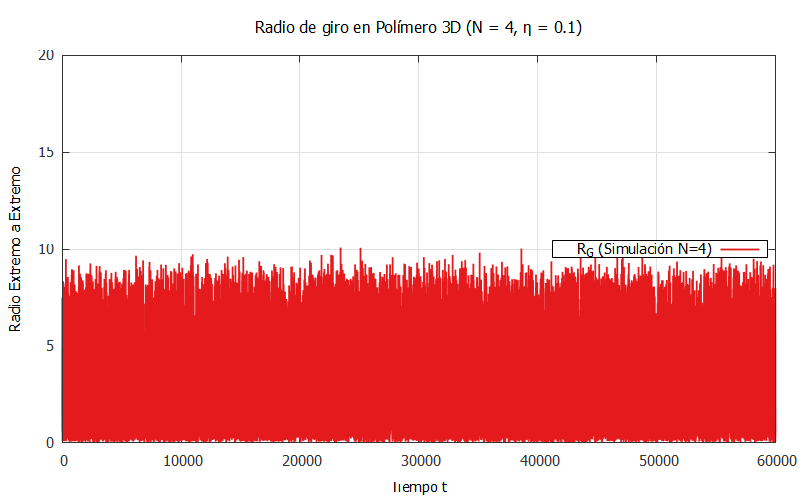 Radio de giro en Polímero 3D (N = 4, η = 0.1)
20
15
10
5
0
Radio Extremo a Extremo
R_G (Simulación N=4)
0 10000 20000 30000 40000 50000 60000
Tiempo t